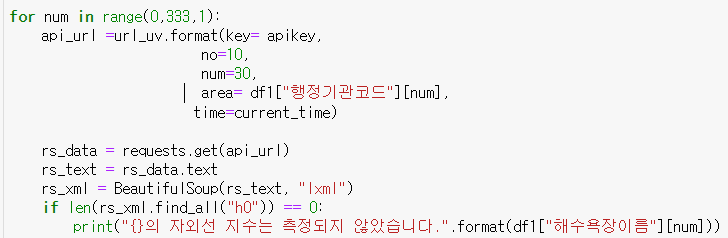 for num in range(0,333,1):
    api_url =url_uv.format(key= apikey,
                           no=10,
                           num=30,
                           area= df1["행정기관코드"][num],
                          time=current_time)

    rs_data = requests.get(api_url)
    rs_text = rs_data.text
    rs_xml = BeautifulSoup(rs_text, "lxml")
    if len(rs_xml.find_all("h0")) == 0:
        print("{}의 자외선 지수는 측정되지 않았습니다.".format(df1["해수욕장이름"][num]))